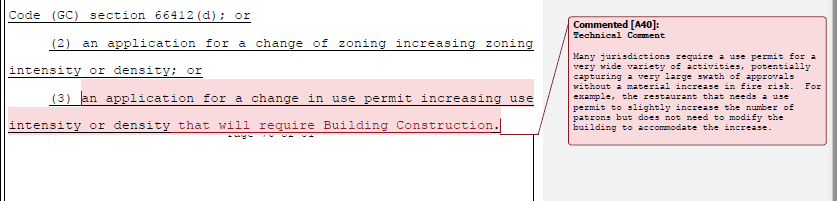 Code (GC) section 66412(d); or
(2) an application for a change of zoning increasing zoning
intensity or density; or
(3) an application for a change in use permit increasing use
intensity or density that will require Building Construction.
Commented [A40]:
Technical Comment
Many jurisdictions require a use permit for a
very wide variety of activities, potentially
capturing a very large swath of approvals
without a material increase in fire risk. For
example, the restaurant that needs a use
permit to slightly increase the number of
patrons but does not need to modify the
building to accommodate the increase.